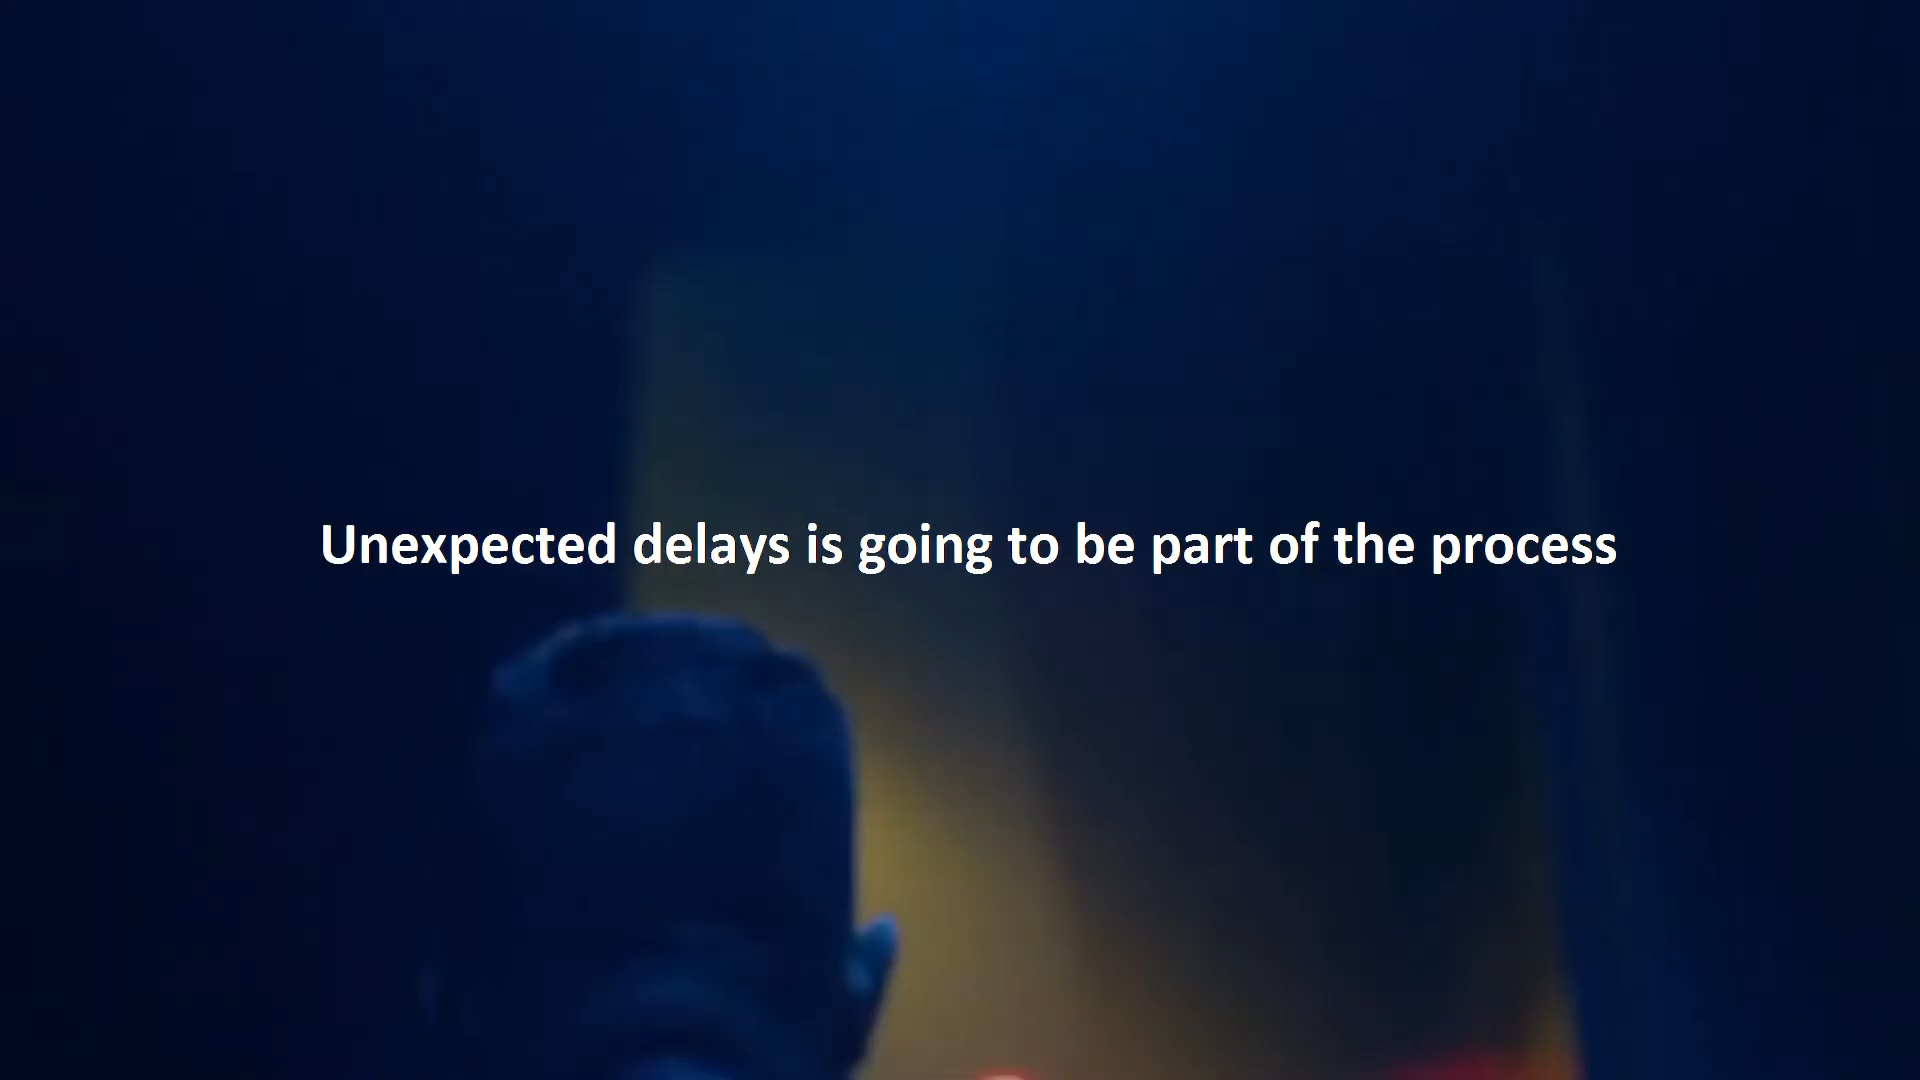 Unexpected delays is going to be part of the process